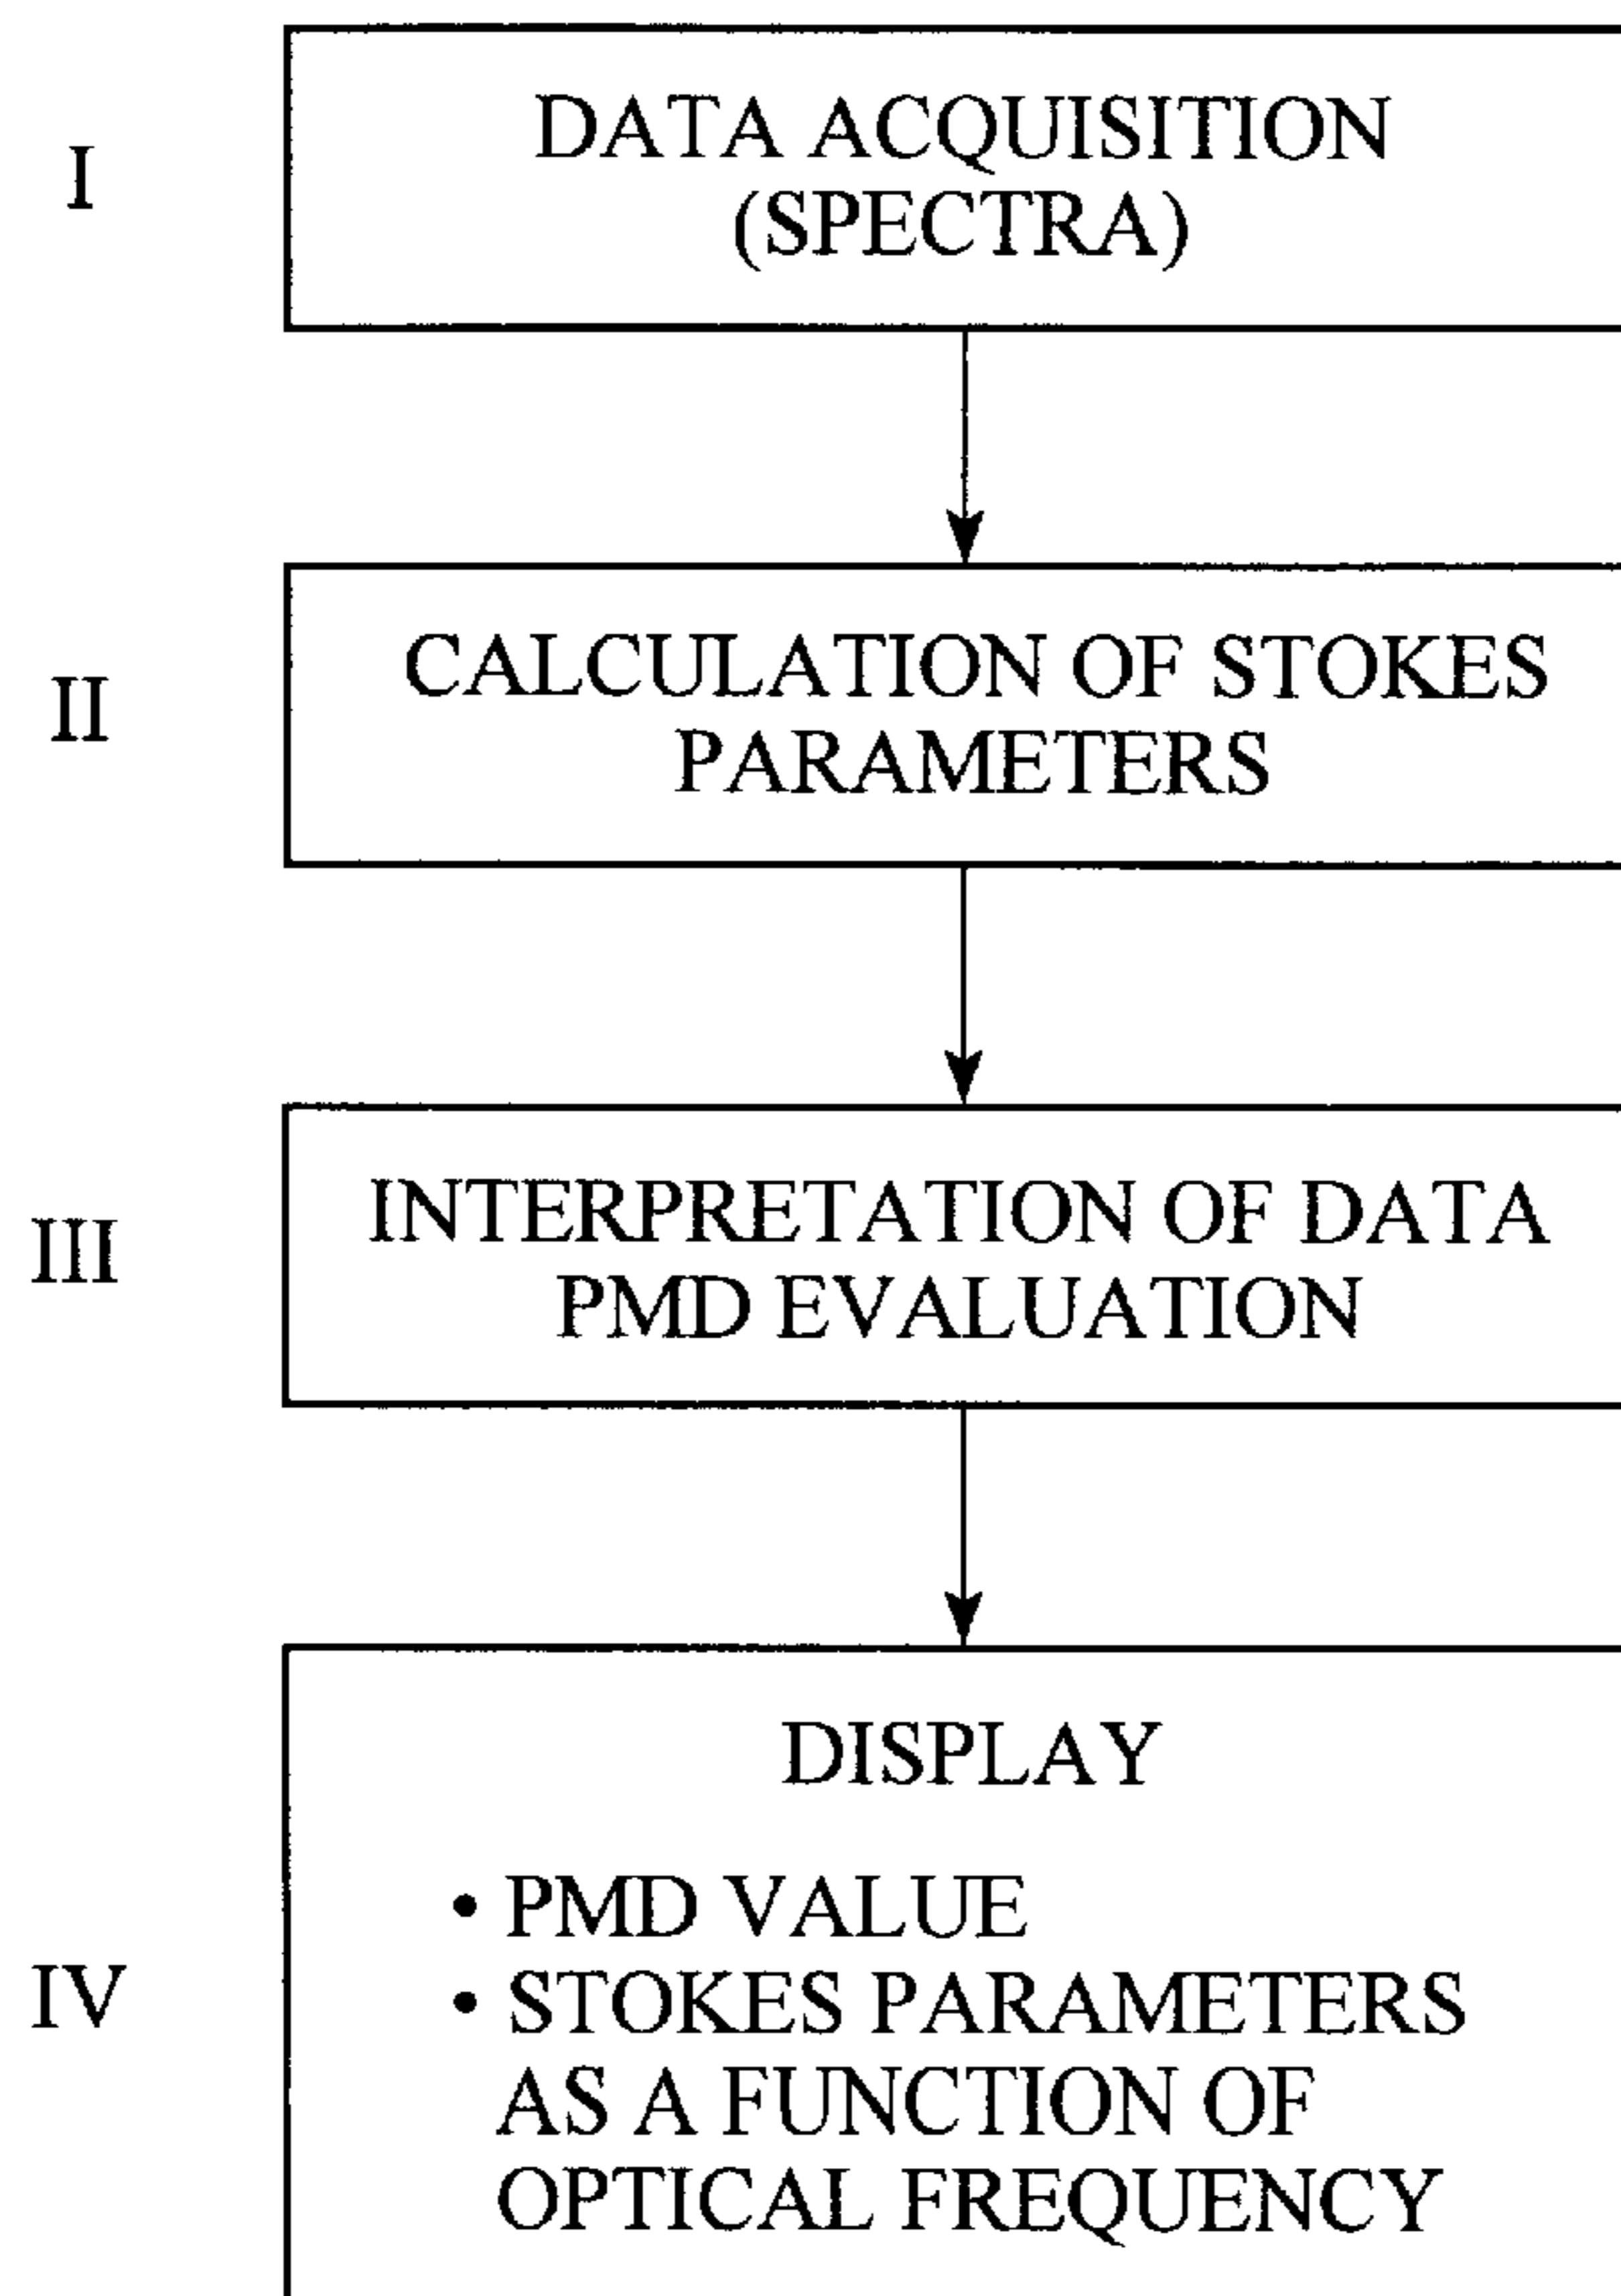 I
DATA ACQUISITION
(SPECTRA)
II
CALCULATION OF STOKES
PARAMETERS
III
INTERPRETATION OF DATA
PMD EVALUATION
IV
DISPLAY
• PMD VALUE
• STOKES PARAMETERS
AS A FUNCTION OF
OPTICAL FREQUENCY